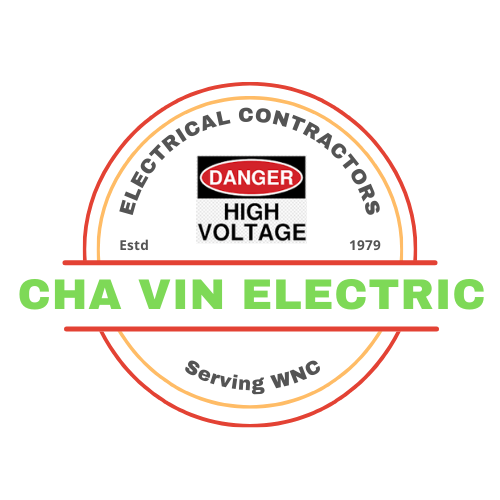 ELECTRICAL CONTRACTORS
DANGER
HIGH
VOLTAGE
Estd 1979
CHA VIN ELECTRIC
Serving WNC